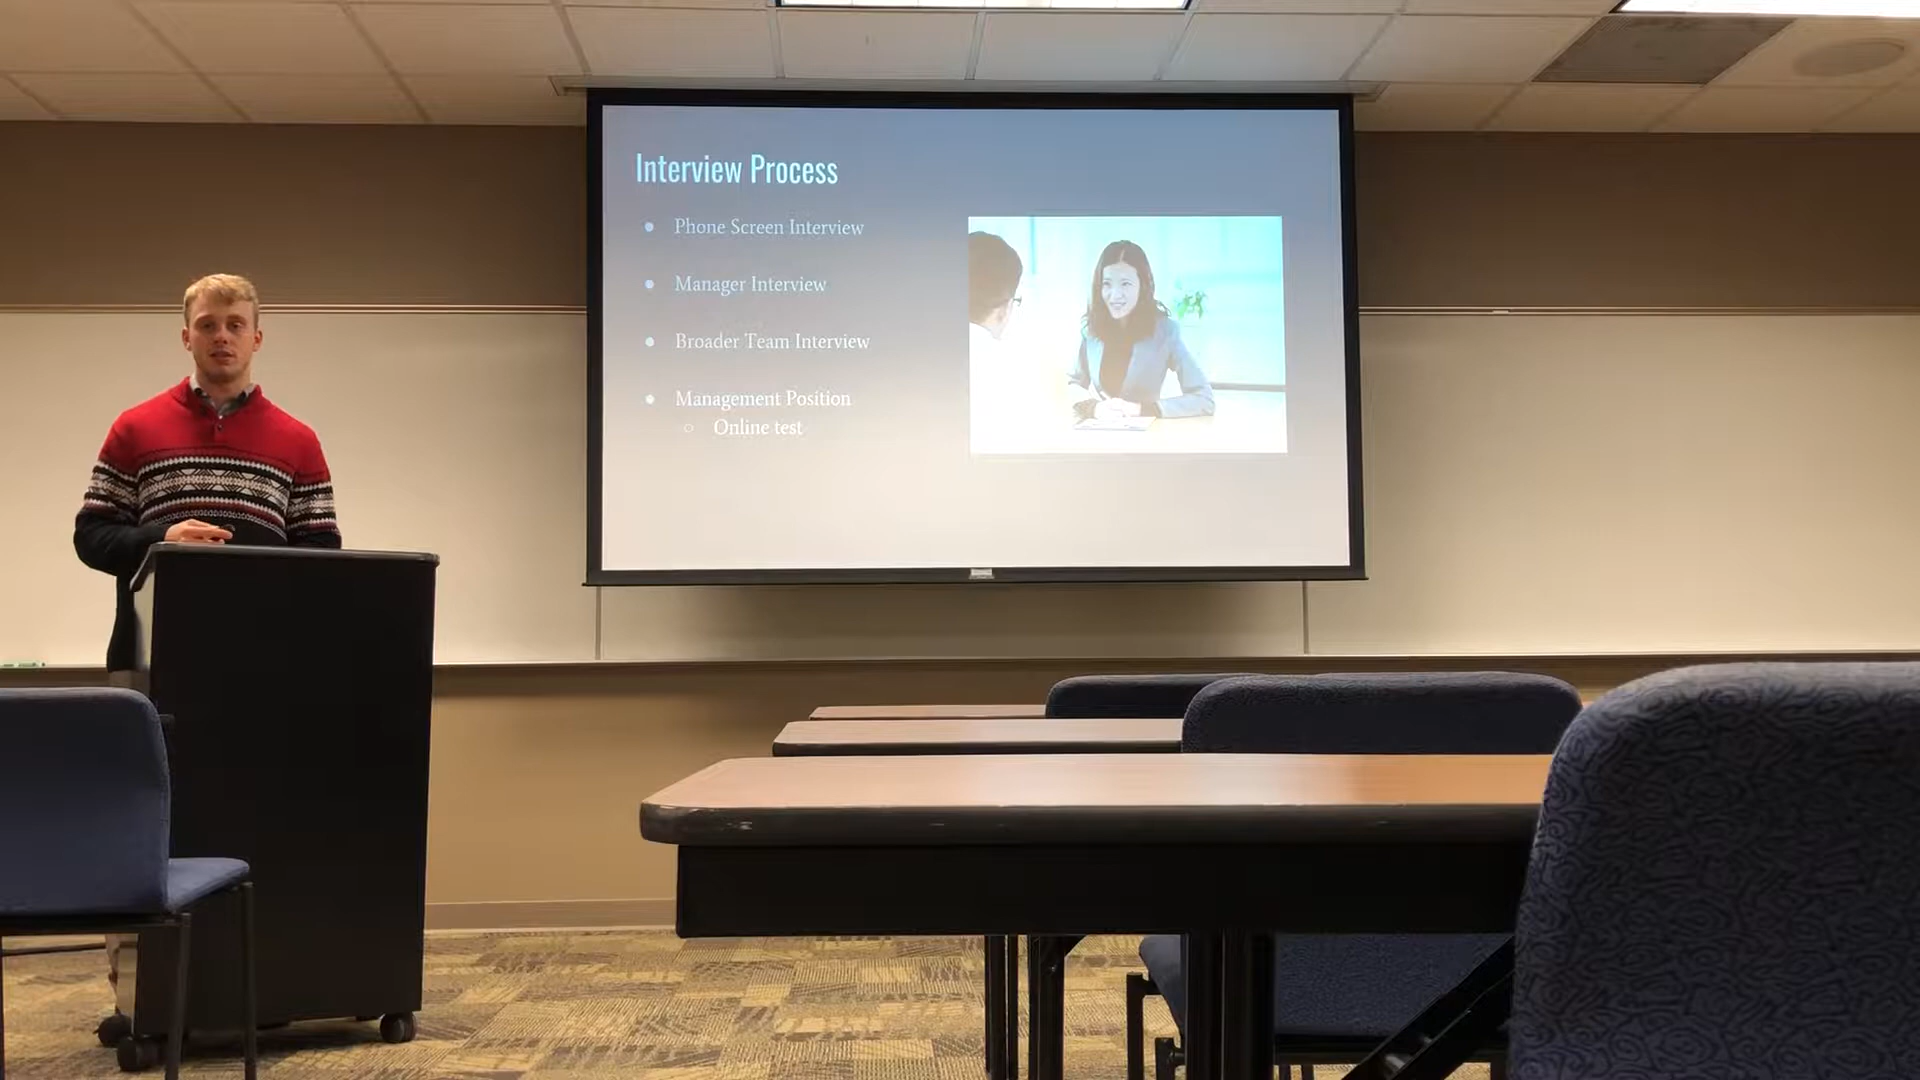 Interview Process
● Phone Screen Interview
● Manager Interview
● Broader Team Interview
● Management Position
○ Online test